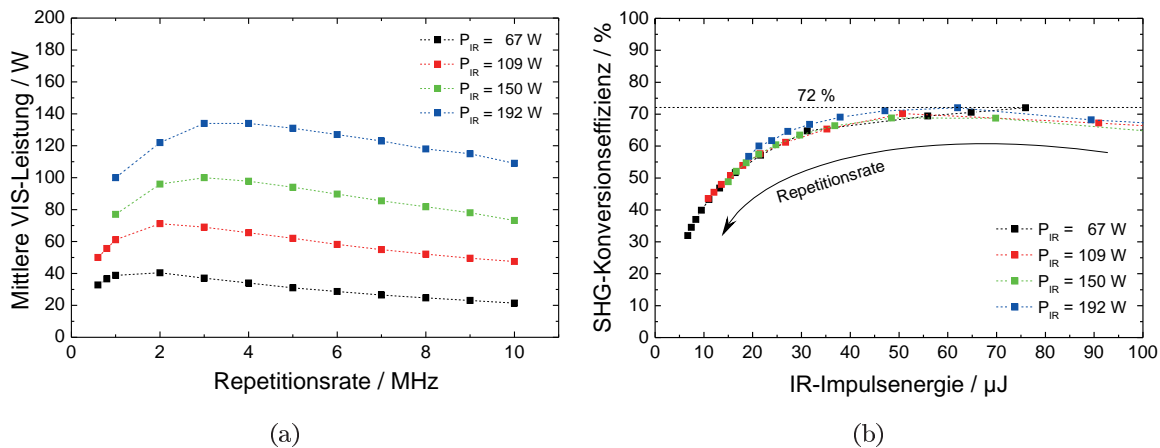 200
180
160
140
120
100
80
60
40
20
0
Mittlere VIS-Leistung / W
P_IR = 67 W
P_IR = 109 W
P_IR = 150 W
P_IR = 192 W
0 2 4 6 8 10
Repetitionsrate / MHz
(a)
100
90
80
70
60
50
40
30
20
10
0
SHG-Konversionseffizienz / %
72 %
Repetitionsrate
P_IR = 67 W
P_IR = 109 W
P_IR = 150 W
P_IR = 192 W
0 10 20 30 40 50 60 70 80 90 100
IR-Impulsenergie / µJ
(b)